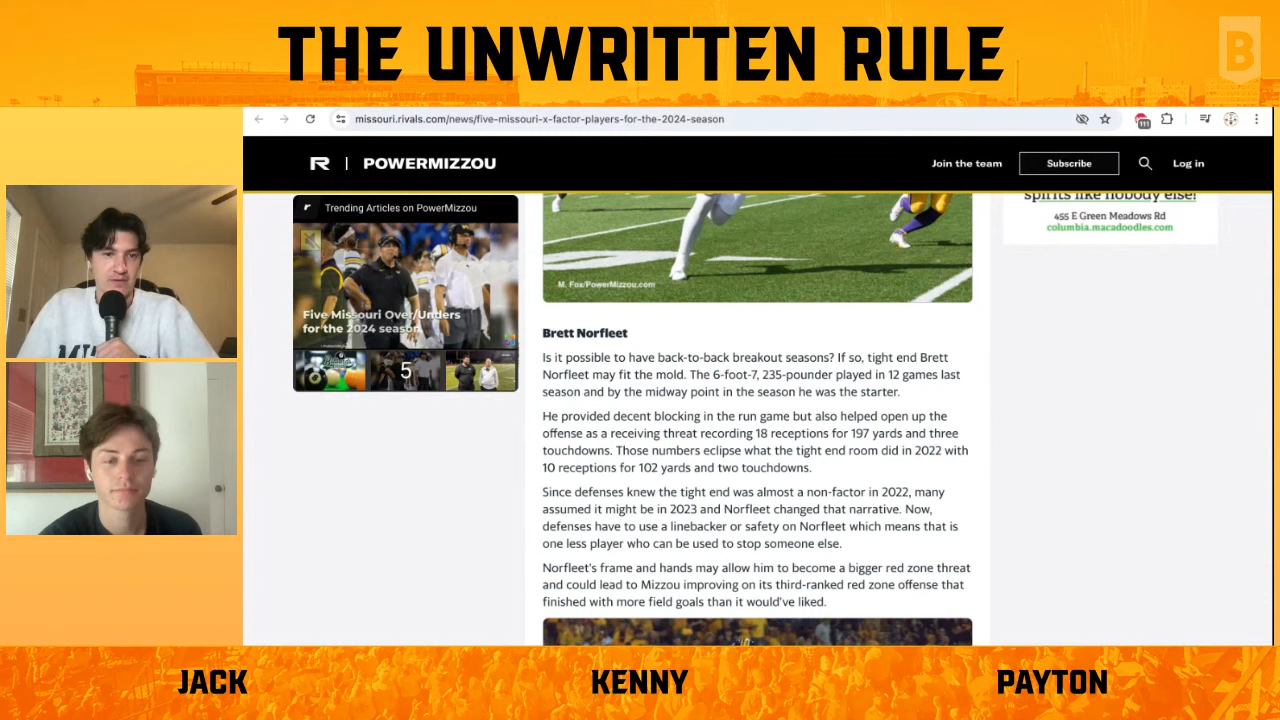 THE UNWRITTEN RULE
B
missouri.rivals.com/news/five-missouri-x-factor-players-for-the-2024-season
111
R | POWERMIZZOU
Join the team
Subscribe
Log in
Trending Articles on PowerMizzou
Five Missouri Over/Unders
for the 2024 season
5
M. Fox/PowerMizzou.com
spirits like nobody else!
455 E Green Meadows Rd
columbia.macadoodles.com
Brett Norfleet
Is it possible to have back-to-back breakout seasons? If so, tight end Brett
Norfleet may fit the mold. The 6-foot-7, 235-pounder played in 12 games last
season and by the midway point in the season he was the starter.
He provided decent blocking in the run game but also helped open up the
offense as a receiving threat recording 18 receptions for 197 yards and three
touchdowns. Those numbers eclipse what the tight end room did in 2022 with
10 receptions for 102 yards and two touchdowns.
Since defenses knew the tight end was almost a non-factor in 2022, many
assumed it might be in 2023 and Norfleet changed that narrative. Now,
defenses have to use a linebacker or safety on Norfleet which means that is
one less player who can be used to stop someone else.
Norfleet's frame and hands may allow him to become a bigger red zone threat
and could lead to Mizzou improving on its third-ranked red zone offense that
finished with more field goals than it would've liked.
JACK
KENNY
PAYTON